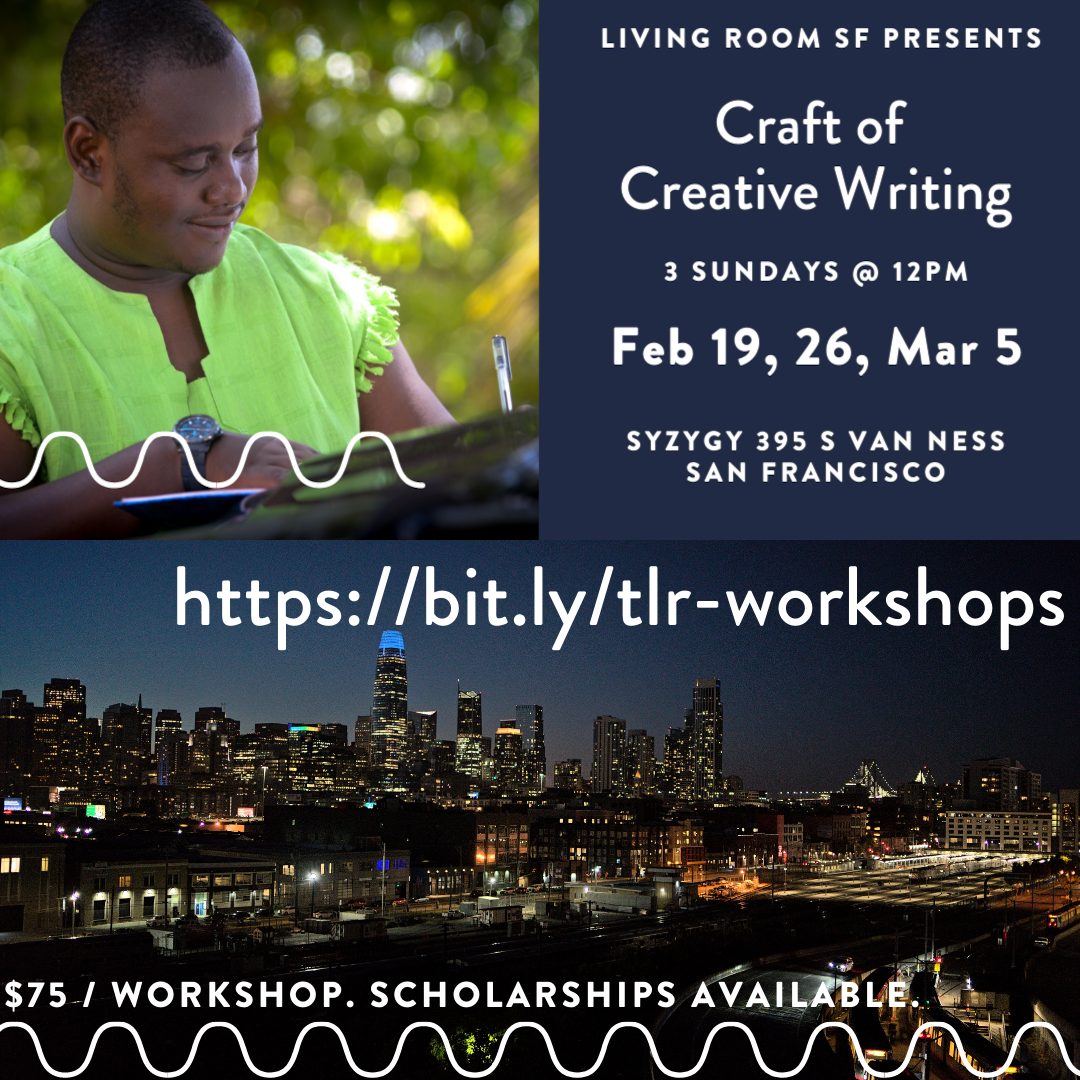 LIVING ROOM SF PRESENTS
Craft of
Creative Writing
3 SUNDAYS @ 12PM
Feb 19, 26, Mar 5
SYZYGY 395 S VAN NESS
SAN FRANCISCO
https://bit.ly/tlr-workshops
$75 / WORKSHOP. SCHOLARSHIPS AVAILABLE.